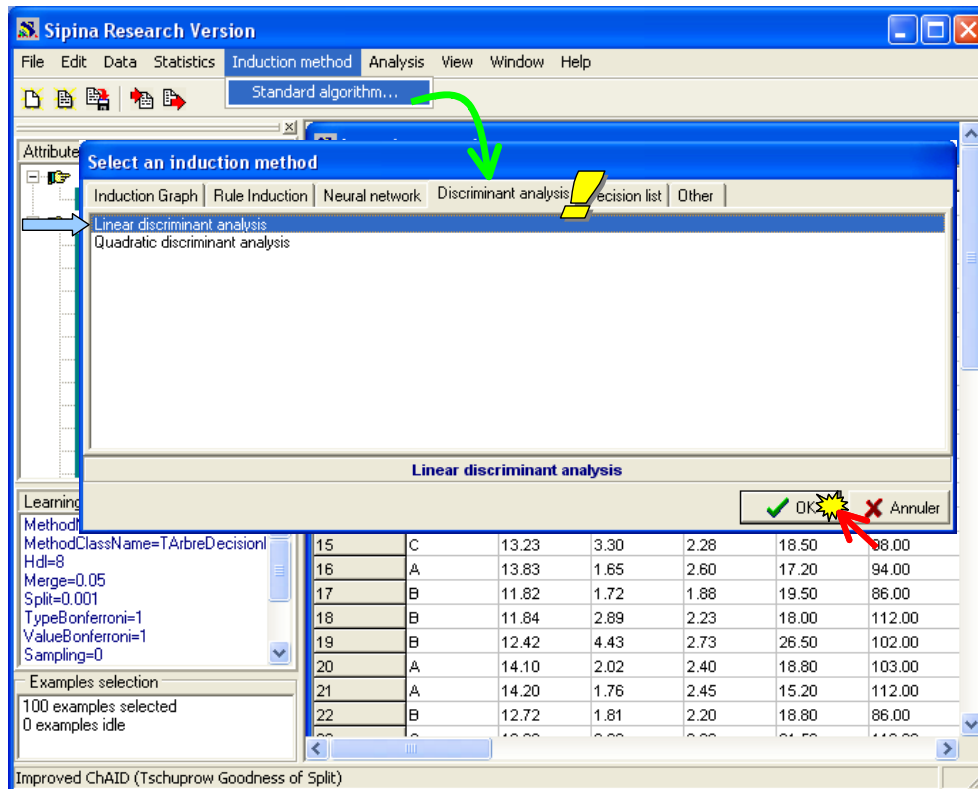 Sipina Research Version
File Edit Data Statistics Induction method Analysis View Window Help
Standard algorithm...
Attribute
Select an induction method
Induction Graph Rule Induction Neural network Discriminant analysis ecision list Other
Linear discriminant analysis
Quadratic discriminant analysis
Linear discriminant analysis
OK Annuler
Learning
MethodN
MethodClassName=TArbreDecisionI
Hdl=8
Merge=0.05
Split=0.001
TypeBonferroni=1
ValueBonferroni=1
Sampling=0
Examples selection
100 examples selected
0 examples idle
15 C 13.23 3.30 2.28 18.50 98.00
16 A 13.83 1.65 2.60 17.20 94.00
17 B 11.82 1.72 1.88 19.50 86.00
18 B 11.84 2.89 2.23 18.00 112.00
19 B 12.42 4.43 2.73 26.50 102.00
20 A 14.10 2.02 2.40 18.80 103.00
21 A 14.20 1.76 2.45 15.20 112.00
22 B 12.72 1.81 2.20 18.80 86.00
Improved ChAID (Tschuprow Goodness of Split)